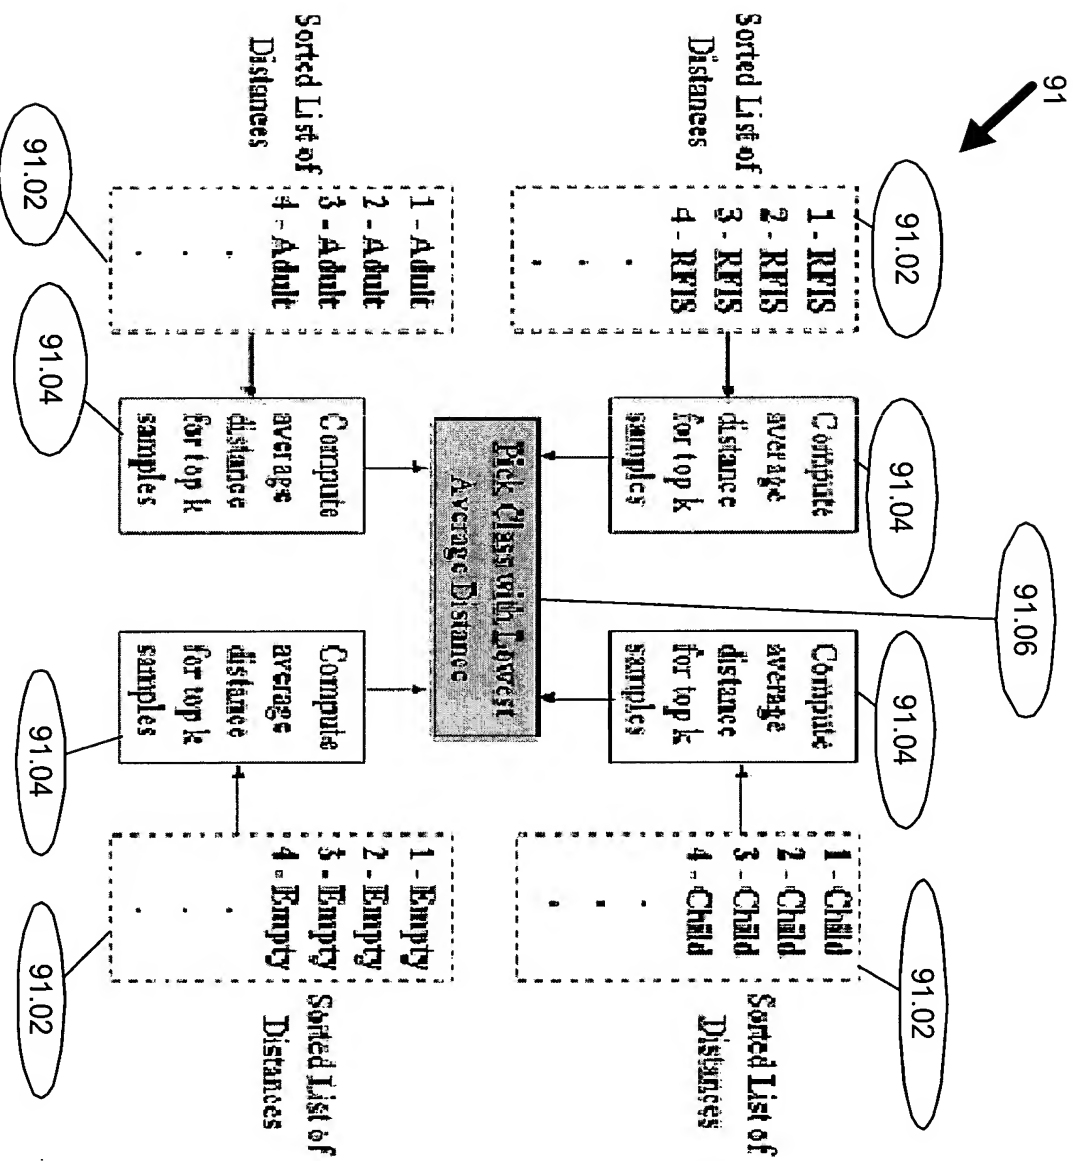 91
91.02
91.04
91.06
91.04
91.02
Sorted List of
Distances
1 - RFIS
2 - RFIS
3 - RFIS
4 - RFIS
.
.
.
Compute
average
distance
for top k
samples
Compute
average
distance
for top k
samples
1 - Child
2 - Child
3 - Child
4 - Child
.
.
.
Sorted List of
Distances
Pick Class with Lowest
Average Distance
Sorted List of
Distances
1 - Adult
2 - Adult
3 - Adult
4 - Adult
.
.
.
Compute
average
distance
for top k
samples
Compute
average
distance
for top k
samples
1 - Empty
2 - Empty
3 - Empty
4 - Empty
.
.
.
Sorted List of
Distances
91.02
91.04
91.04
91.02